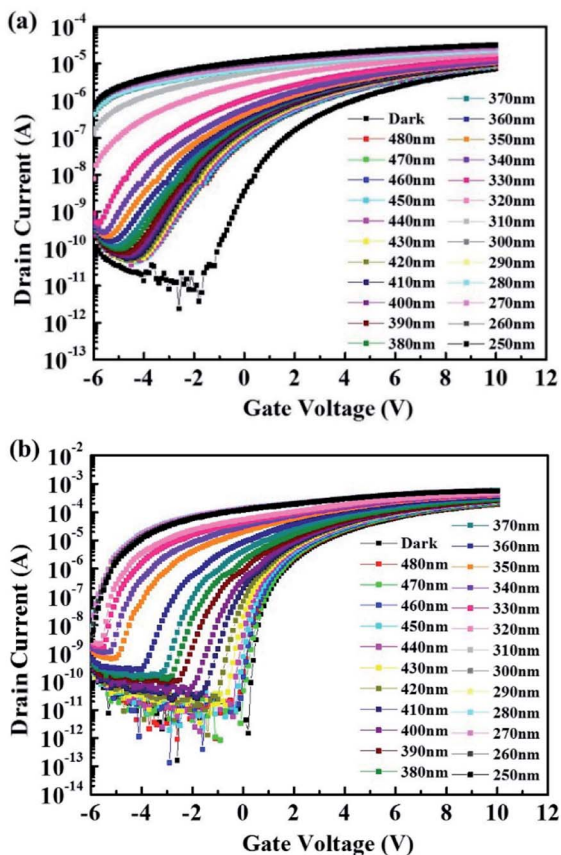 (a)
10⁻⁴
10⁻⁵
10⁻⁶
10⁻⁷
10⁻⁸
10⁻⁹
10⁻¹⁰
10⁻¹¹
10⁻¹²
10⁻¹³
Drain Current (A)
-6 -4 -2 0 2 4 6 8 10 12
Gate Voltage (V)
Dark
480nm
470nm
460nm
450nm
440nm
430nm
420nm
410nm
400nm
390nm
380nm
370nm
360nm
350nm
340nm
330nm
320nm
310nm
300nm
290nm
280nm
270nm
260nm
250nm
(b)
10⁻²
10⁻³
10⁻⁴
10⁻⁵
10⁻⁶
10⁻⁷
10⁻⁸
10⁻⁹
10⁻¹⁰
10⁻¹¹
10⁻¹²
10⁻¹³
10⁻¹⁴
Drain Current (A)
-6 -4 -2 0 2 4 6 8 10 12
Gate Voltage (V)
Dark
480nm
470nm
460nm
450nm
440nm
430nm
420nm
410nm
400nm
390nm
380nm
370nm
360nm
350nm
340nm
330nm
320nm
310nm
300nm
290nm
280nm
270nm
260nm
250nm